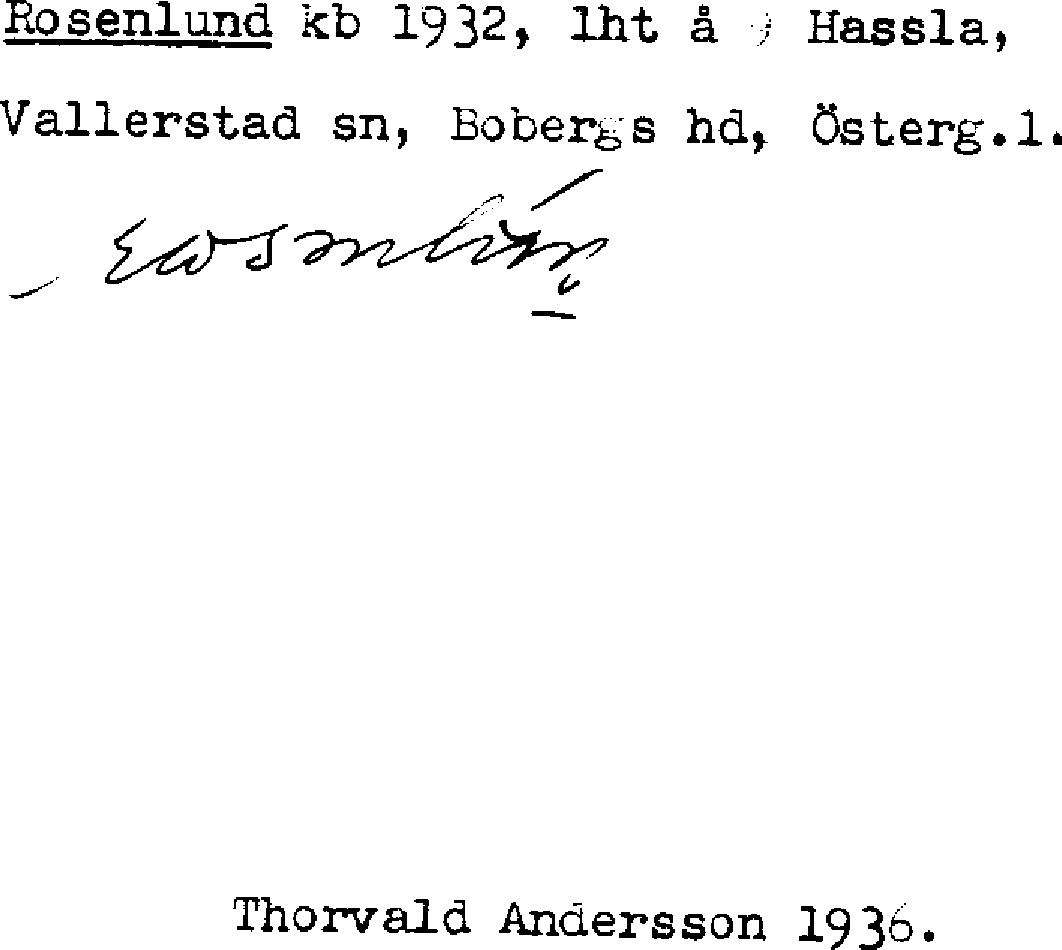 Rosenlund kb 1932, lht å Hassla,
Vallerstad sn, Bobergs hd, Österg.l.
Thorvald Andersson 1936.